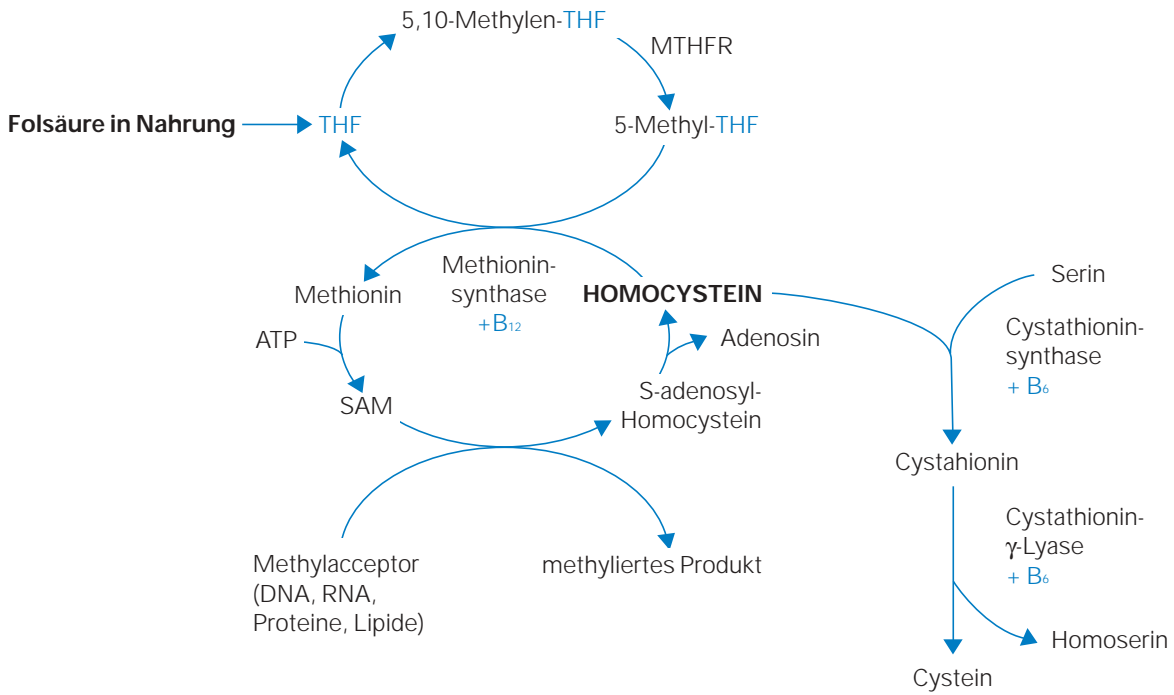 5,10-Methylen-THF
MTHFR
Folsäure in Nahrung
THF
5-Methyl-THF
Methionin-
synthase
+B₁₂
Methionin
HOMOCYSTEIN
Serin
ATP
Adenosin
Cystathionin-
synthase
+ B₆
SAM
S-adenosyl-
Homocystein
Cystahionin
Methylacceptor
(DNA, RNA,
Proteine, Lipide)
methyliertes Produkt
Cystathionin-
γ-Lyase
+ B₆
Homoserin
Cystein